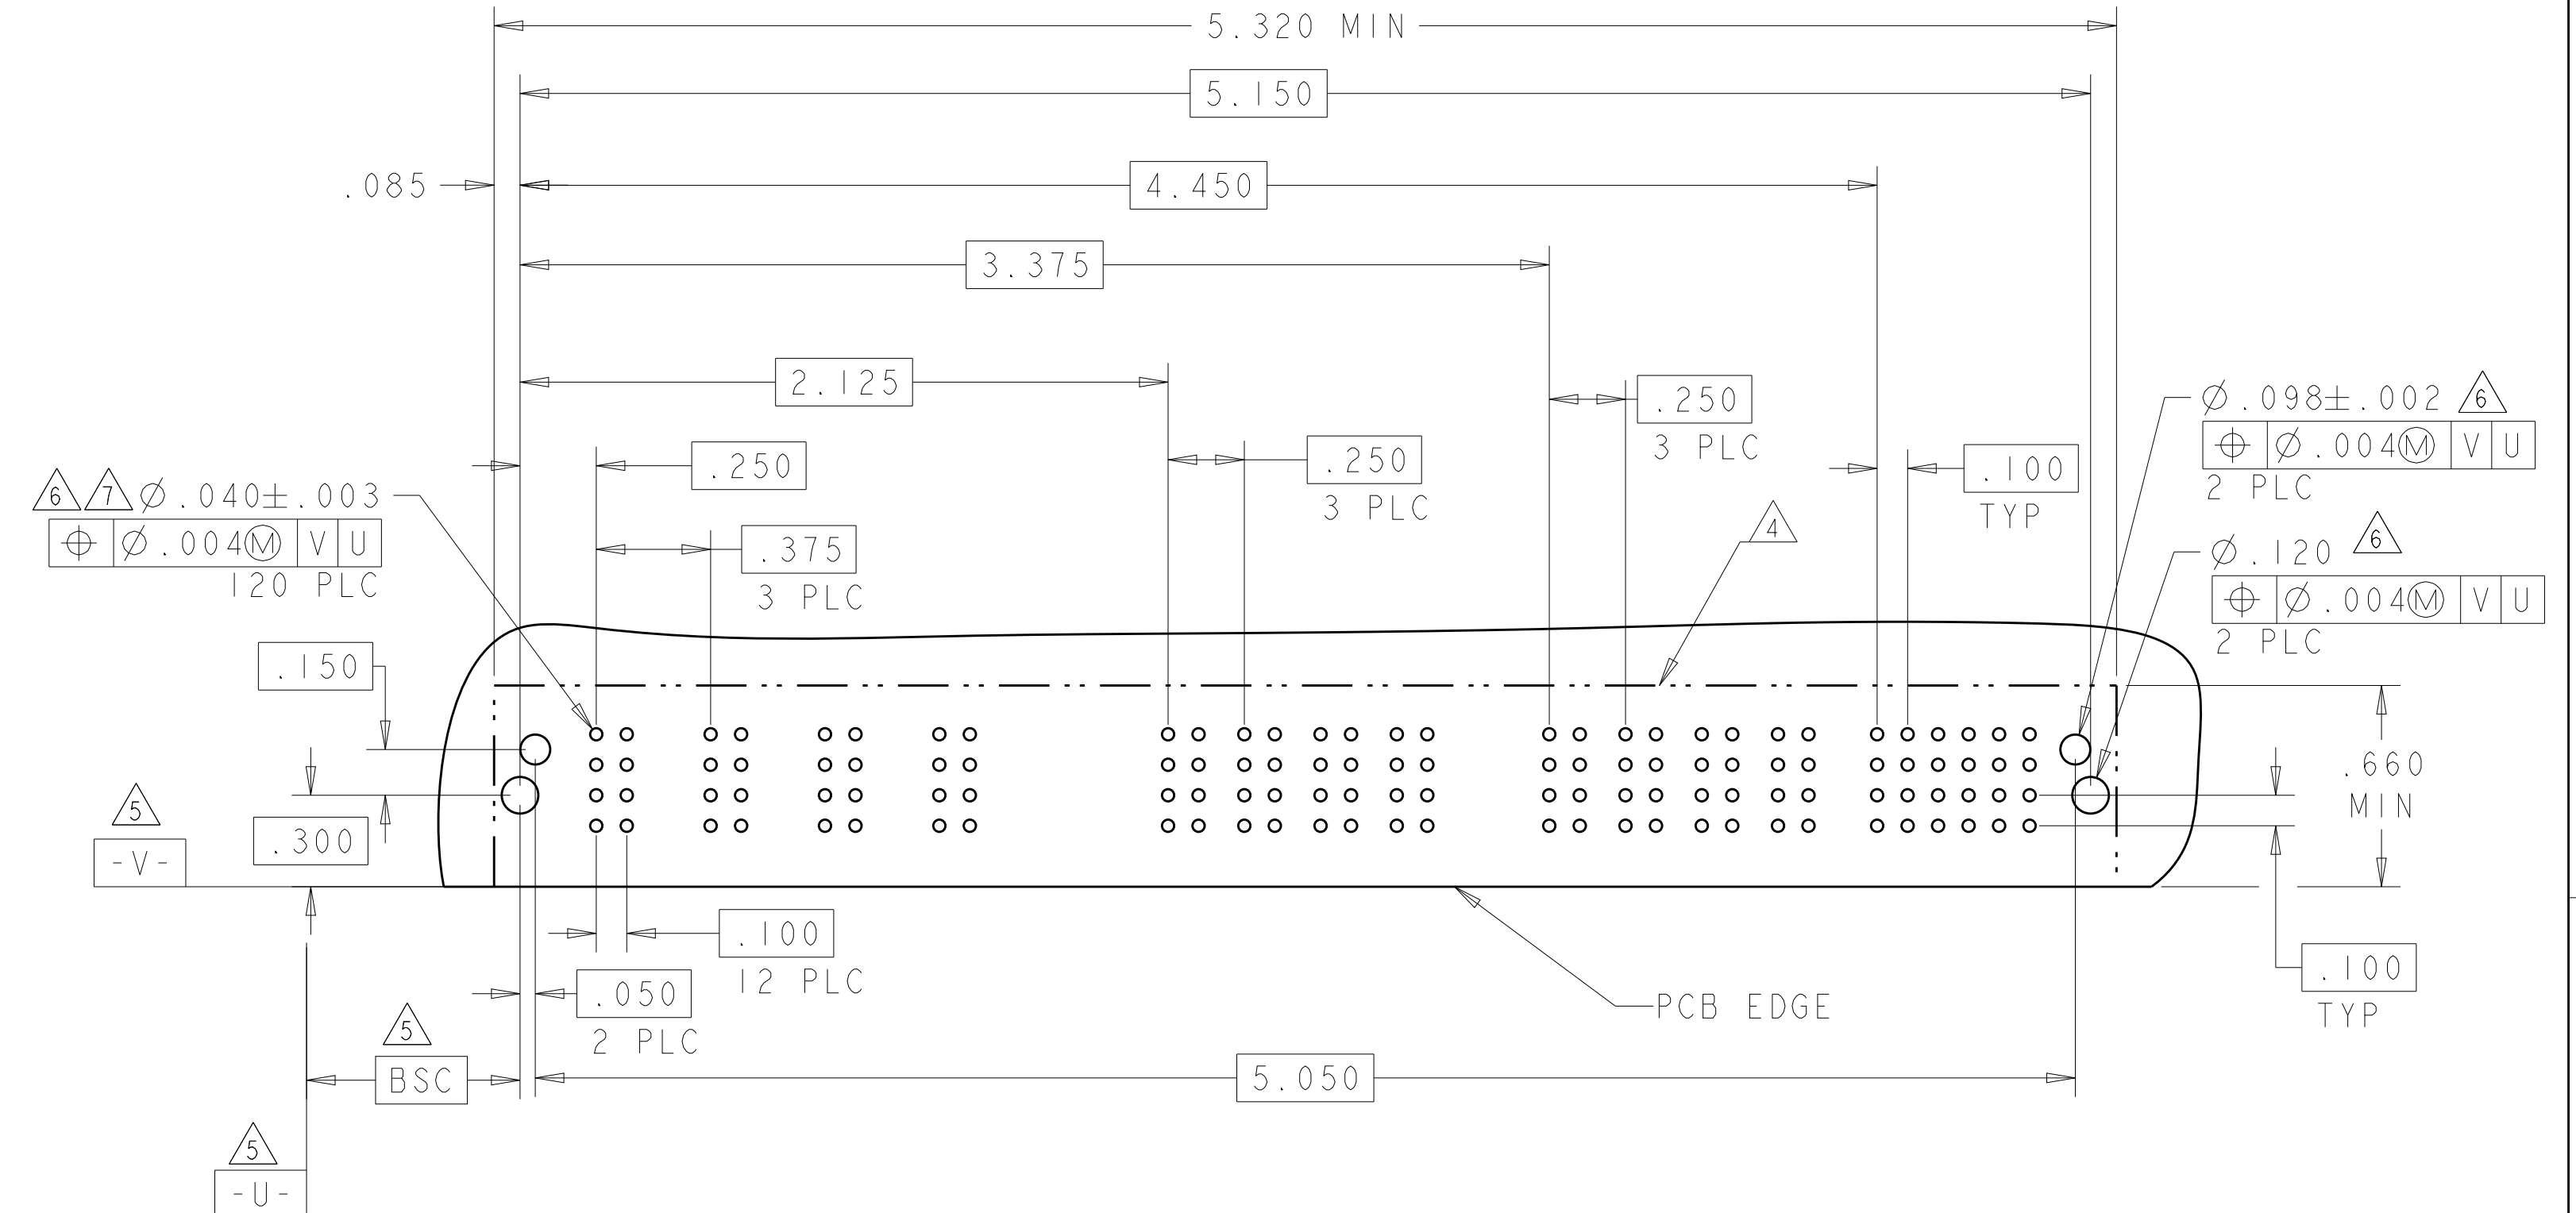 5.320 MIN
5.150
.085
4.450
3.375
2.125
.250
3 PLC
.250
3 PLC
.250
.100
TYP
Ø.098±.002 6
⌖ Ø.004Ⓜ V U
2 PLC
6 7 Ø.040±.003
⌖ Ø.004Ⓜ V U
120 PLC
.375
3 PLC
4
Ø.120 6
⌖ Ø.004Ⓜ V U
2 PLC
.150
.660
MIN
5
-V-
.300
.100
12 PLC
.050
2 PLC
PCB EDGE
.100
TYP
5
BSC
5.050
5
-U-